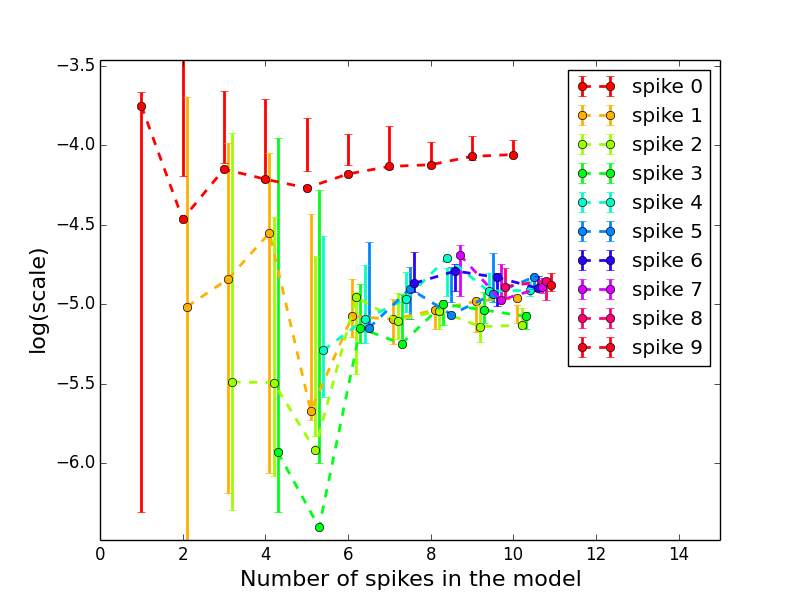 −3.5
−4.0
−4.5
−5.0
−5.5
−6.0
log(scale)
0
2
4
6
8
10
12
14
Number of spikes in the model
spike 0
spike 1
spike 2
spike 3
spike 4
spike 5
spike 6
spike 7
spike 8
spike 9